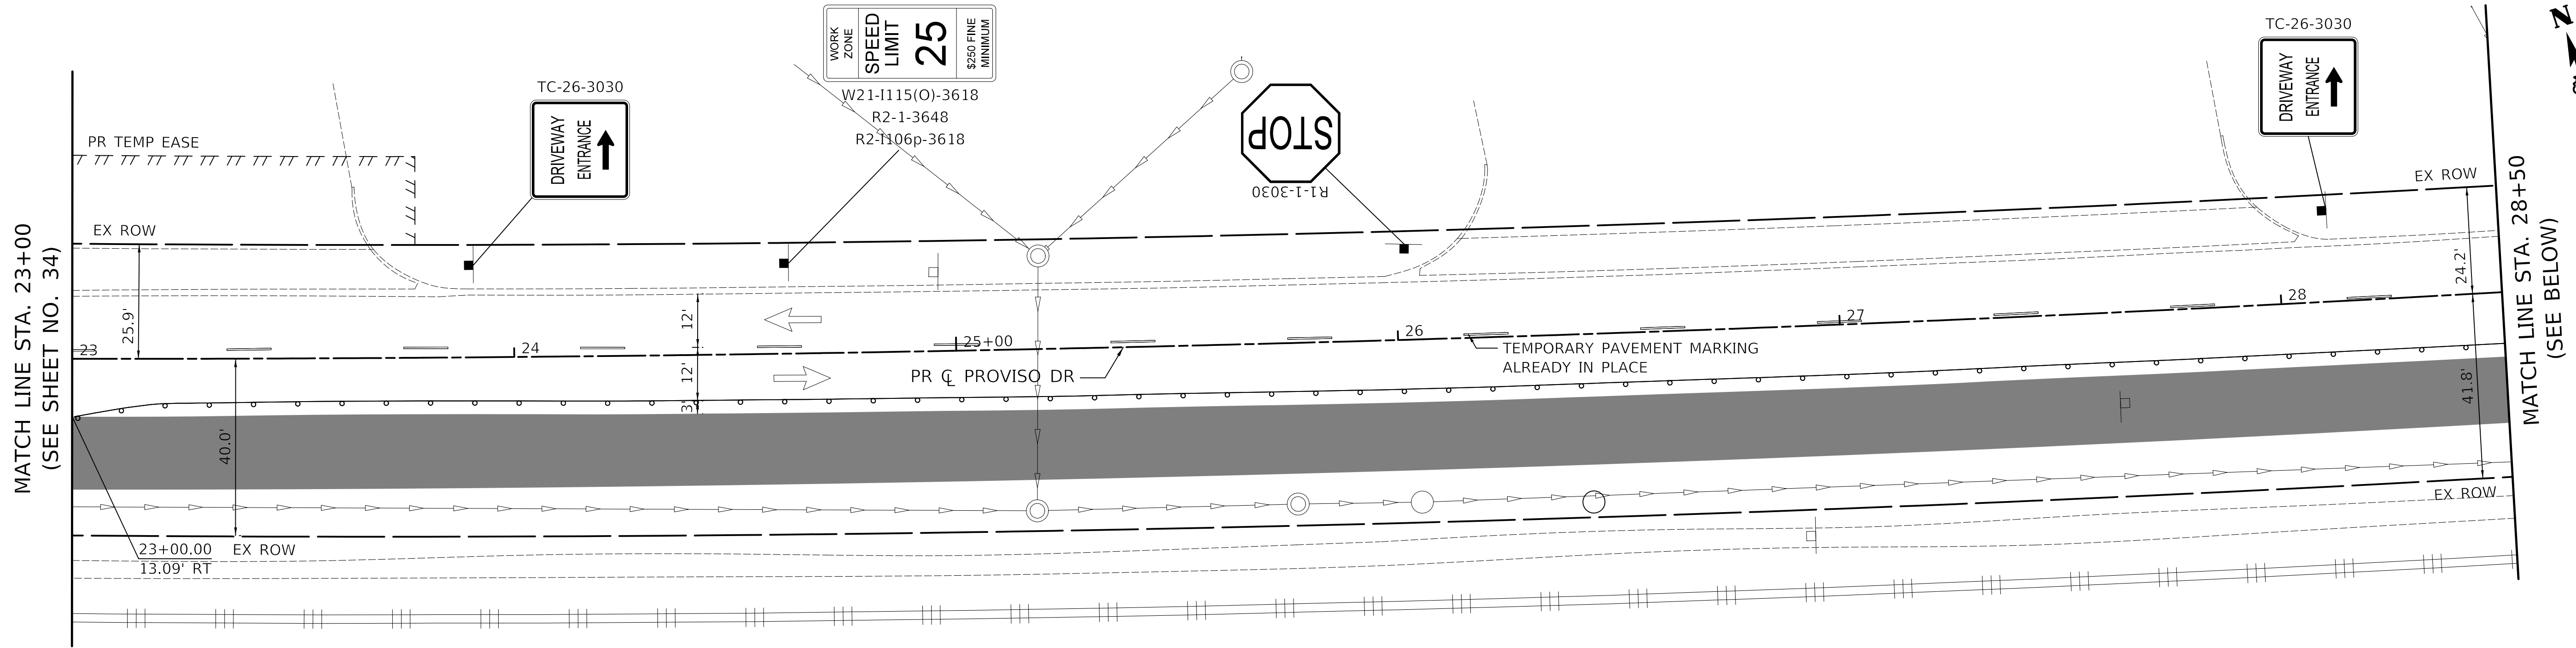 MATCH LINE STA. 23+00
(SEE SHEET NO. 34)
PR TEMP EASE
EX ROW
25.9'
23
40.0'
23+00.00
13.09' RT
EX ROW
TC-26-3030
DRIVEWAY
ENTRANCE
24
12'
12'
3'
WORK
ZONE
SPEED
LIMIT
25
$250 FINE
MINIMUM
W21-I115(O)-3618
R2-1-3648
R2-I106p-3618
25+00
PR ℄ PROVISO DR
STOP
R1-1-3030
26
TEMPORARY PAVEMENT MARKING
ALREADY IN PLACE
27
28
TC-26-3030
DRIVEWAY
ENTRANCE
EX ROW
24.2'
41.8'
EX ROW
MATCH LINE STA. 28+50
(SEE BELOW)